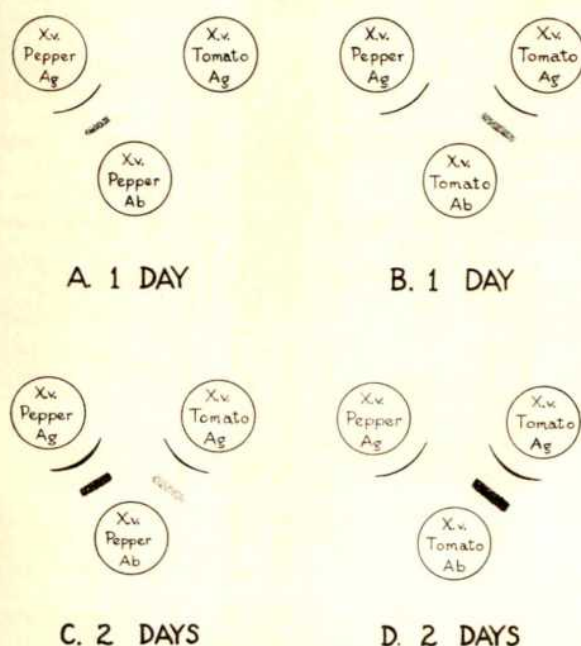 X.v.
Pepper
Ag
X.v.
Tomato
Ag
X.v.
Pepper
Ab
A. 1 DAY
X.v.
Pepper
Ag
X.v.
Tomato
Ag
X.v.
Tomato
Ab
B. 1 DAY
X.v.
Pepper
Ag
X.v.
Tomato
Ag
X.v.
Pepper
Ab
C. 2 DAYS
X.v.
Pepper
Ag
X.v.
Tomato
Ag
X.v.
Tomato
Ab
D. 2 DAYS